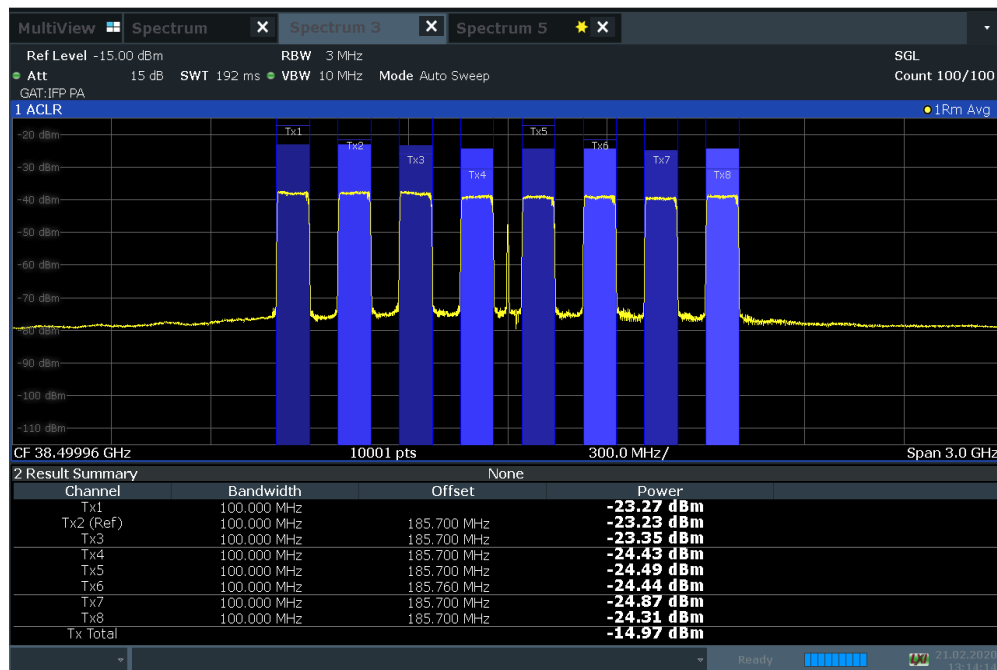 MultiView Spectrum X Spectrum 3 X Spectrum 5 X
Ref Level -15.00 dBm RBW 3 MHz SGL
Att 15 dB SWT 192 ms VBW 10 MHz Mode Auto Sweep Count 100/100
GAT:IFP PA
1 ACLR 1Rm Avg
-20 dBm
Tx1 Tx5
Tx2 Tx6
Tx3 Tx7
-30 dBm
Tx4 Tx8
-40 dBm
-50 dBm
-60 dBm
-70 dBm
-80 dBm
-90 dBm
-100 dBm
-110 dBm
CF 38.49996 GHz 10001 pts 300.0 MHz/ Span 3.0 GHz
2 Result Summary None
Channel Bandwidth Offset Power
Tx1 100.000 MHz -23.27 dBm
Tx2 (Ref) 100.000 MHz 185.700 MHz -23.23 dBm
Tx3 100.000 MHz 185.700 MHz -23.35 dBm
Tx4 100.000 MHz 185.700 MHz -24.43 dBm
Tx5 100.000 MHz 185.700 MHz -24.49 dBm
Tx6 100.000 MHz 185.760 MHz -24.44 dBm
Tx7 100.000 MHz 185.700 MHz -24.87 dBm
Tx8 100.000 MHz 185.700 MHz -24.31 dBm
Tx Total -14.97 dBm
Ready LXI 21.02.2020
13:14:14